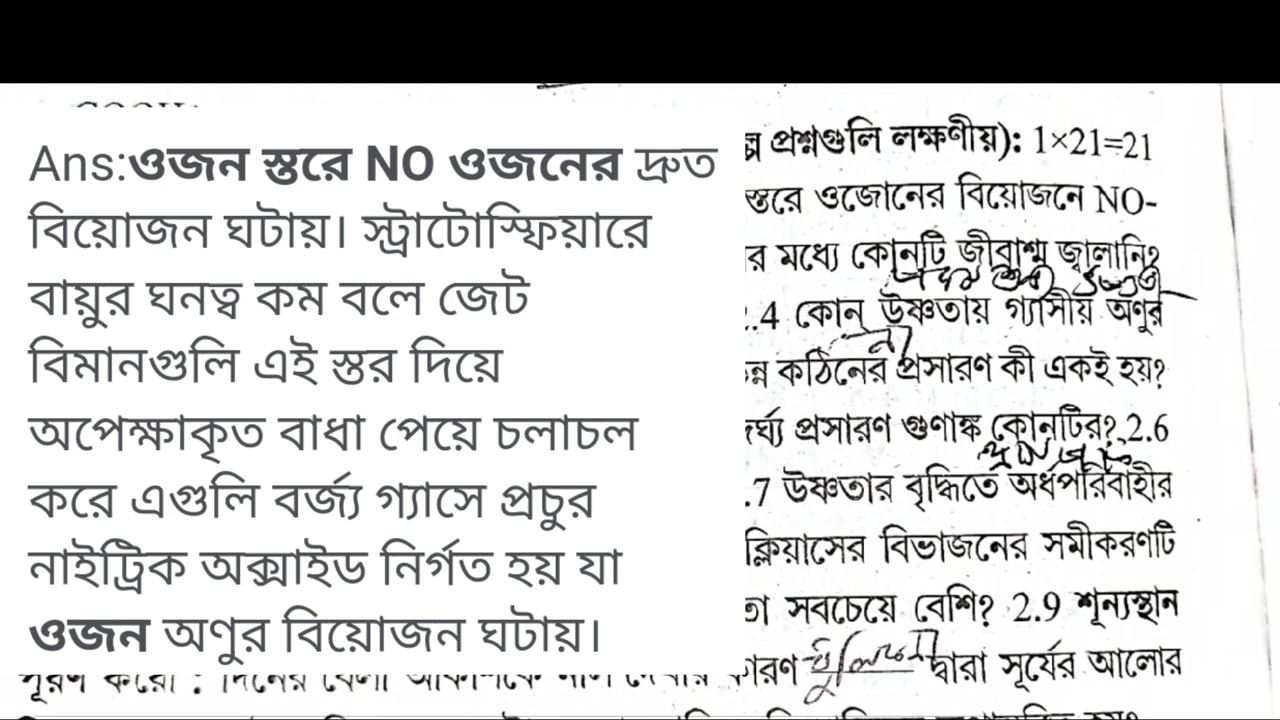 Ans:ওজন স্তরে NO ওজনের দ্রুত
বিয়োজন ঘটায়। স্ট্রাটোস্ফিয়ারে
বায়ুর ঘনত্ব কম বলে জেট
বিমানগুলি এই স্তর দিয়ে
অপেক্ষাকৃত বাধা পেয়ে চলাচল
করে এগুলি বর্জ্য গ্যাসে প্রচুর
নাইট্রিক অক্সাইড নির্গত হয় যা
ওজন অণুর বিয়োজন ঘটায়।
প্রশ্নগুলি লক্ষণীয়): 1×21=21
স্তরে ওজোনের বিয়োজনে NO-
র মধ্যে কোনটি জীবাশ্ম জ্বালানি?
.4 কোন্ উষ্ণতায় গ্যাসীয় অণুর
ন্ন কঠিনের প্রসারণ কী একই হয়?
র্ঘ্য প্রসারণ গুণাঙ্ক কোনটির? 2.6
.7 উষ্ণতার বৃদ্ধিতে অর্ধপরিবাহীর
ক্লিয়াসের বিভাজনের সমীকরণটি
তা সবচেয়ে বেশি? 2.9 শূন্যস্থান
কারণ দ্বারা সূর্যের আলোর